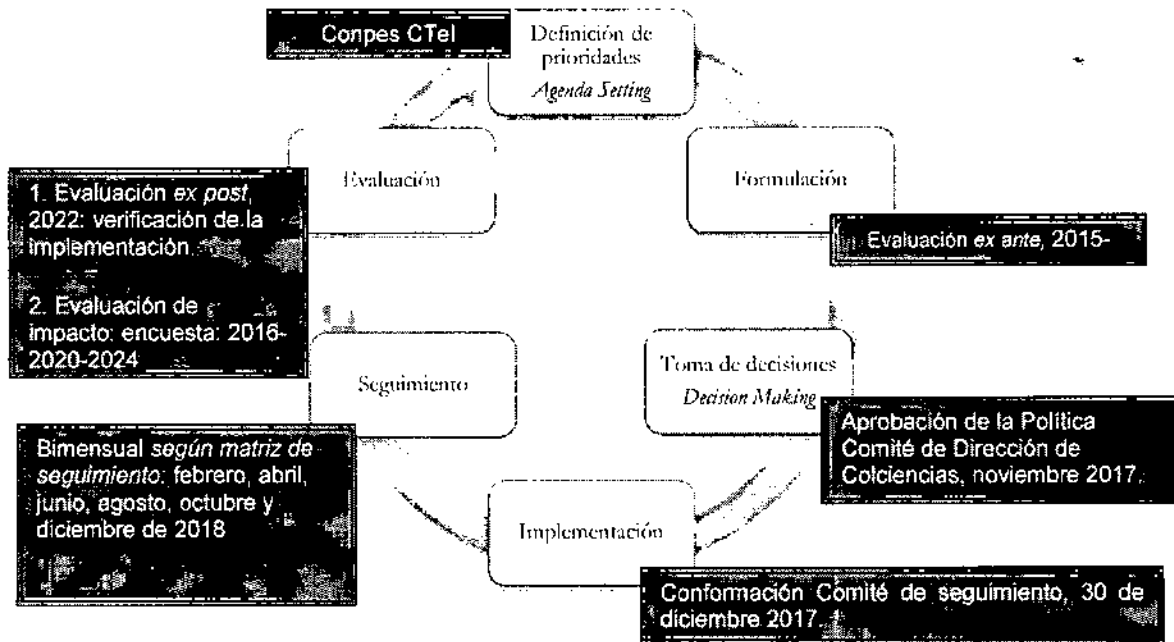 Conpes CTeI
Definición de
prioridades
Agenda Setting
Evaluación
Formulación
1. Evaluación ex post,
2022: verificación de la
implementación.
2. Evaluación de
impacto: encuesta: 2016-
2020-2024
Evaluación ex ante, 2015-
Seguimiento
Toma de decisiones
Decision Making
Bimensual según matriz de
seguimiento: febrero, abril,
junio, agosto, octubre y
diciembre de 2018
Aprobación de la Política
Comité de Dirección de
Colciencias, noviembre 2017.
Implementación
Conformación Comité de seguimiento, 30 de
diciembre 2017.